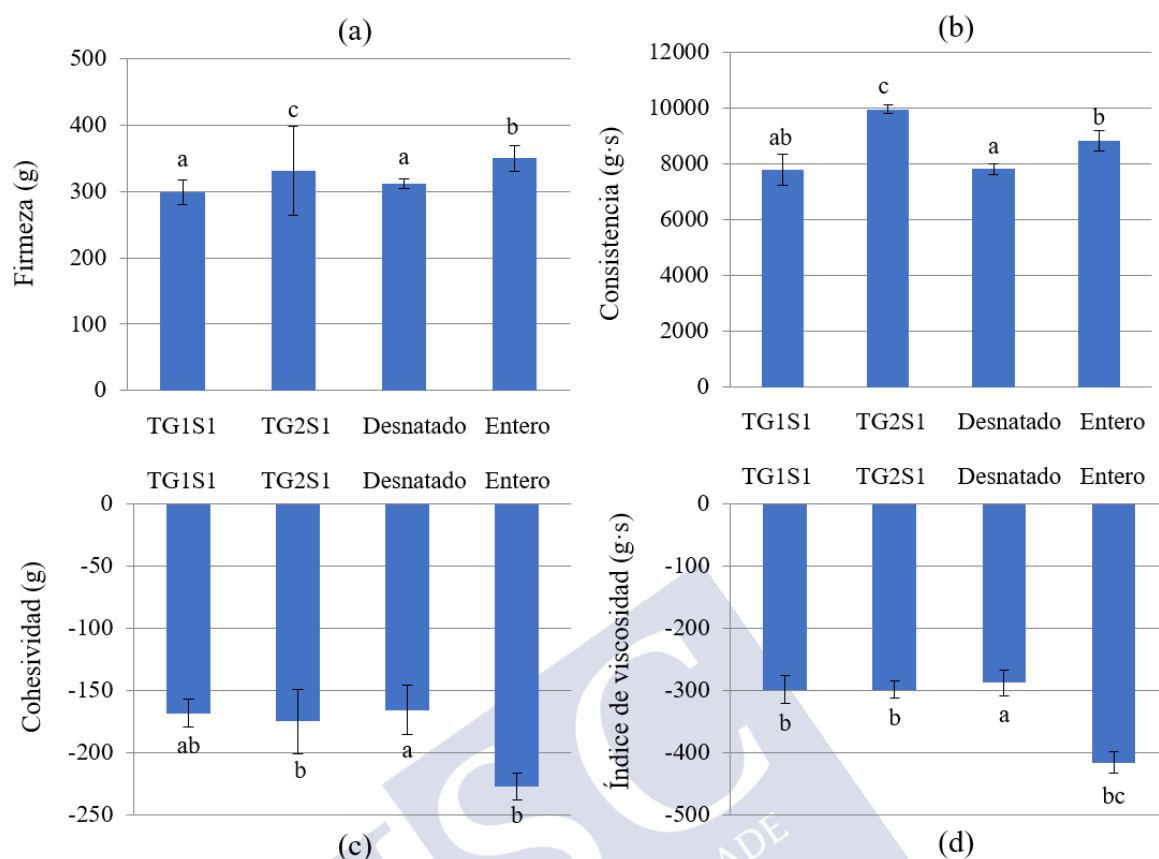 (a)
500
400
300
200
100
0
Firmeza (g)
a
c
a
b
TG1S1 TG2S1 Desnatado Entero
(b)
12000
10000
8000
6000
4000
2000
0
Consistencia (g·s)
ab
c
a
b
TG1S1 TG2S1 Desnatado Entero
TG1S1 TG2S1 Desnatado Entero
0
-50
-100
-150
-200
-250
Cohesividad (g)
ab
b
a
b
(c)
TG1S1 TG2S1 Desnatado Entero
0
-100
-200
-300
-400
-500
Índice de viscosidad (g·s)
b
b
a
bc
(d)
SC
ADE